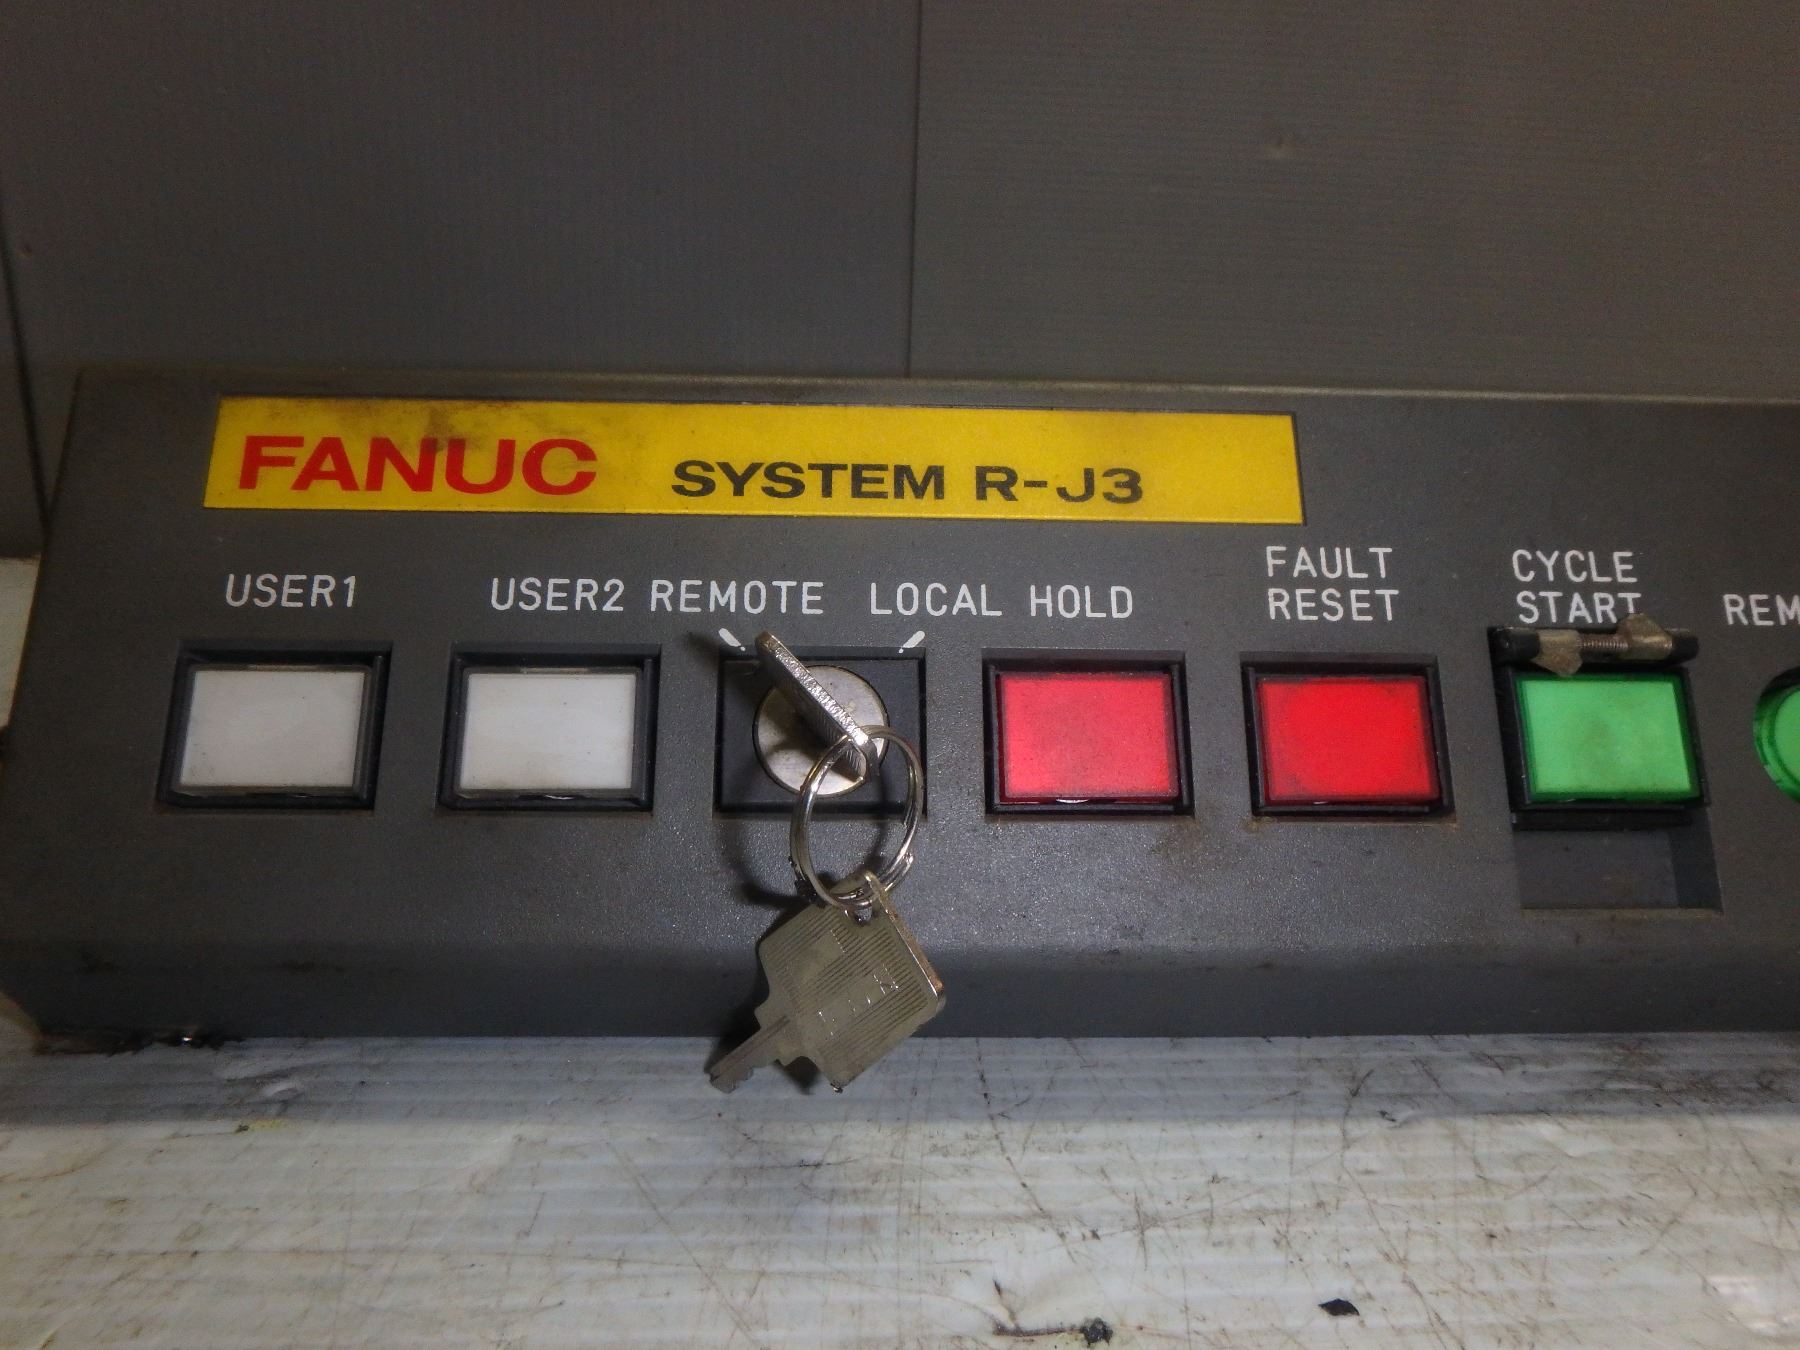 FANUC SYSTEM R-J3
USER1
USER2
REMOTE
LOCAL
HOLD
FAULT
RESET
CYCLE
START
REM